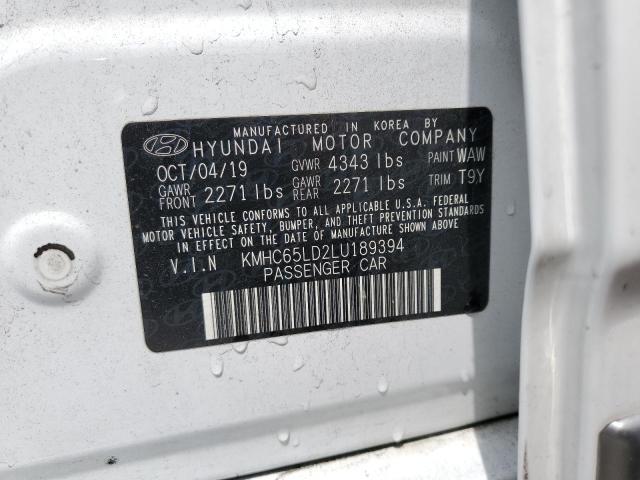 MANUFACTURED IN KOREA BY
HYUNDAI MOTOR COMPANY
OCT/04/19 GVWR 4343 lbs PAINT WAW
GAWR FRONT 2271 lbs GAWR REAR 2271 lbs TRIM T9Y
THIS VEHICLE CONFORMS TO ALL APPLICABLE U.S.A. FEDERAL
MOTOR VEHICLE SAFETY, BUMPER, AND THEFT PREVENTION
STANDARDS IN EFFECT ON THE DATE OF MANUFACTURE SHOWN ABOVE
V.I.N KMHC65LD2LU189394
PASSENGER CAR